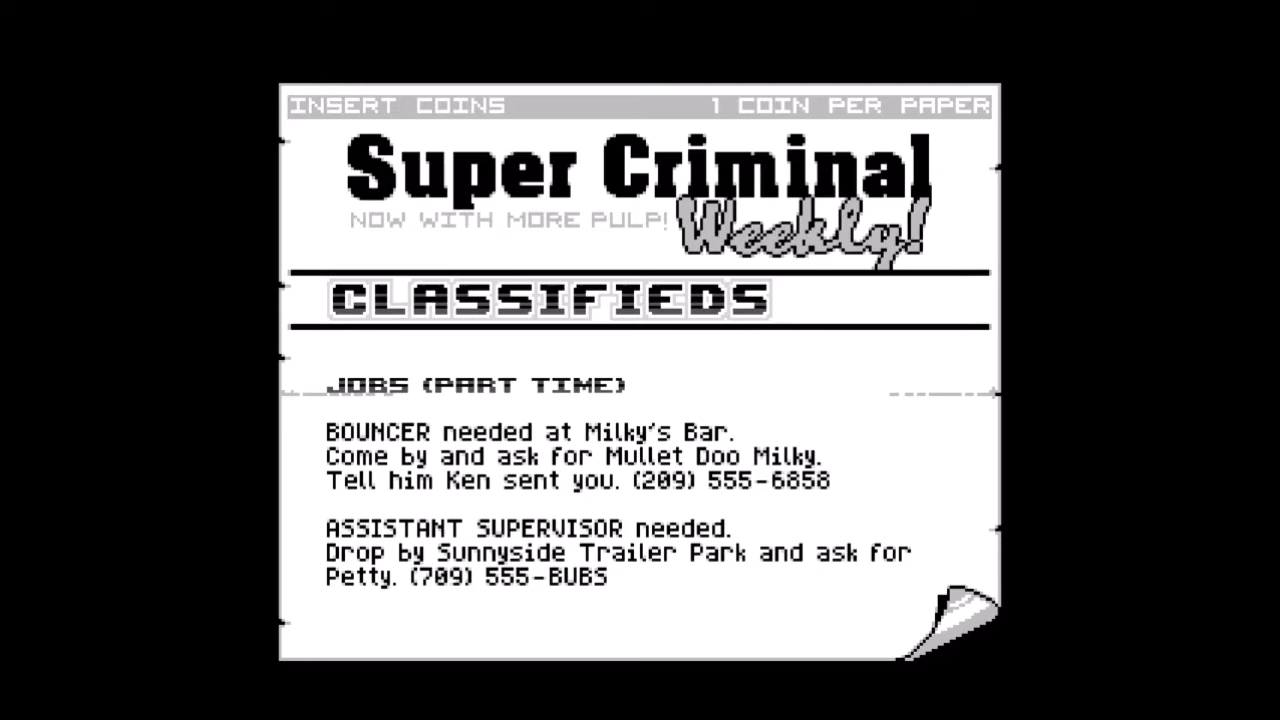 INSERT COINS 1 COIN PER PAPER
Super Criminal
NOW WITH MORE PULP! Weekly!
CLASSIFIEDS
JOBS (PART TIME)
BOUNCER needed at Milky's Bar.
Come by and ask for Mullet Doo Milky.
Tell him Ken sent you. (209) 555-6858
ASSISTANT SUPERVISOR needed.
Drop by Sunnyside Trailer Park and ask for
Petty. (709) 555-BUBS